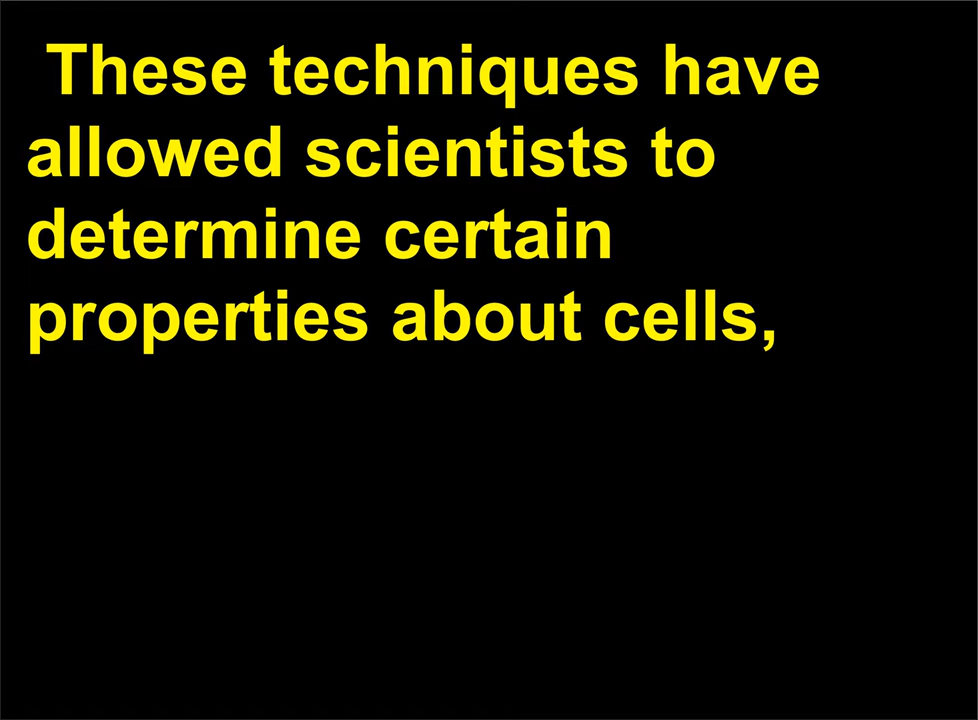 These techniques have
allowed scientists to
determine certain
properties about cells,